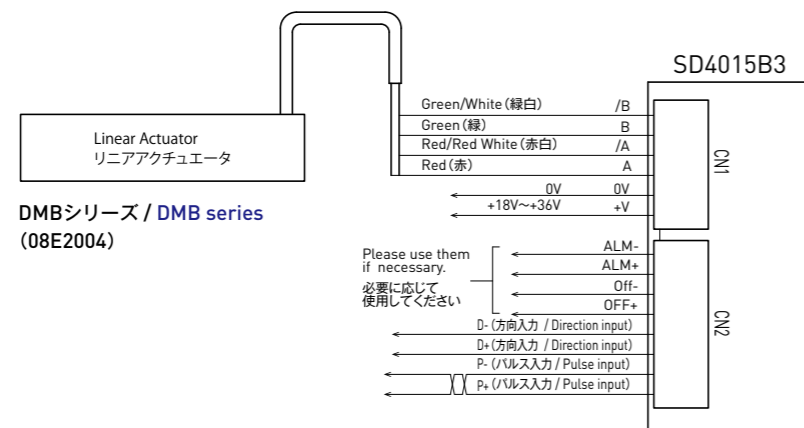 SD4015B3
Linear Actuator
リニアアクチュエータ
DMBシリーズ / DMB series
(08E2004)
Green/White (緑白) /B
Green (緑) B
Red/Red White (赤白) /A
Red (赤) A
0V 0V
+18V～+36V +V
CN1
Please use them
if necessary.
必要に応じて
使用してください
ALM-
ALM+
Off-
OFF+
D- (方向入力 / Direction input)
D+ (方向入力 / Direction input)
P- (パルス入力 / Pulse input)
P+ (パルス入力 / Pulse input)
CN2